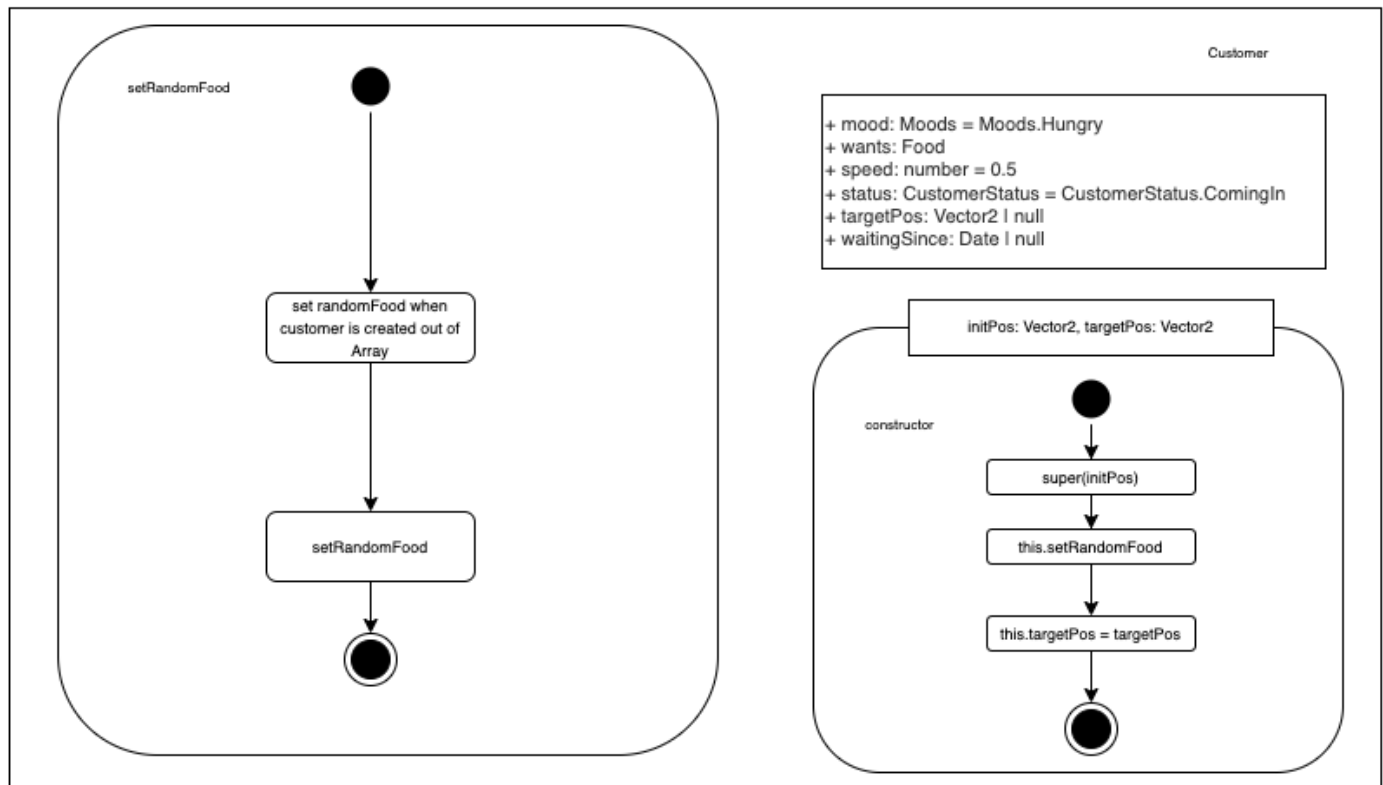 setRandomFood
set randomFood when
customer is created out of
Array
setRandomFood
Customer
+ mood: Moods = Moods.Hungry
+ wants: Food
+ speed: number = 0.5
+ status: CustomerStatus = CustomerStatus.ComingIn
+ targetPos: Vector2 | null
+ waitingSince: Date | null
initPos: Vector2, targetPos: Vector2
constructor
super(initPos)
this.setRandomFood
this.targetPos = targetPos